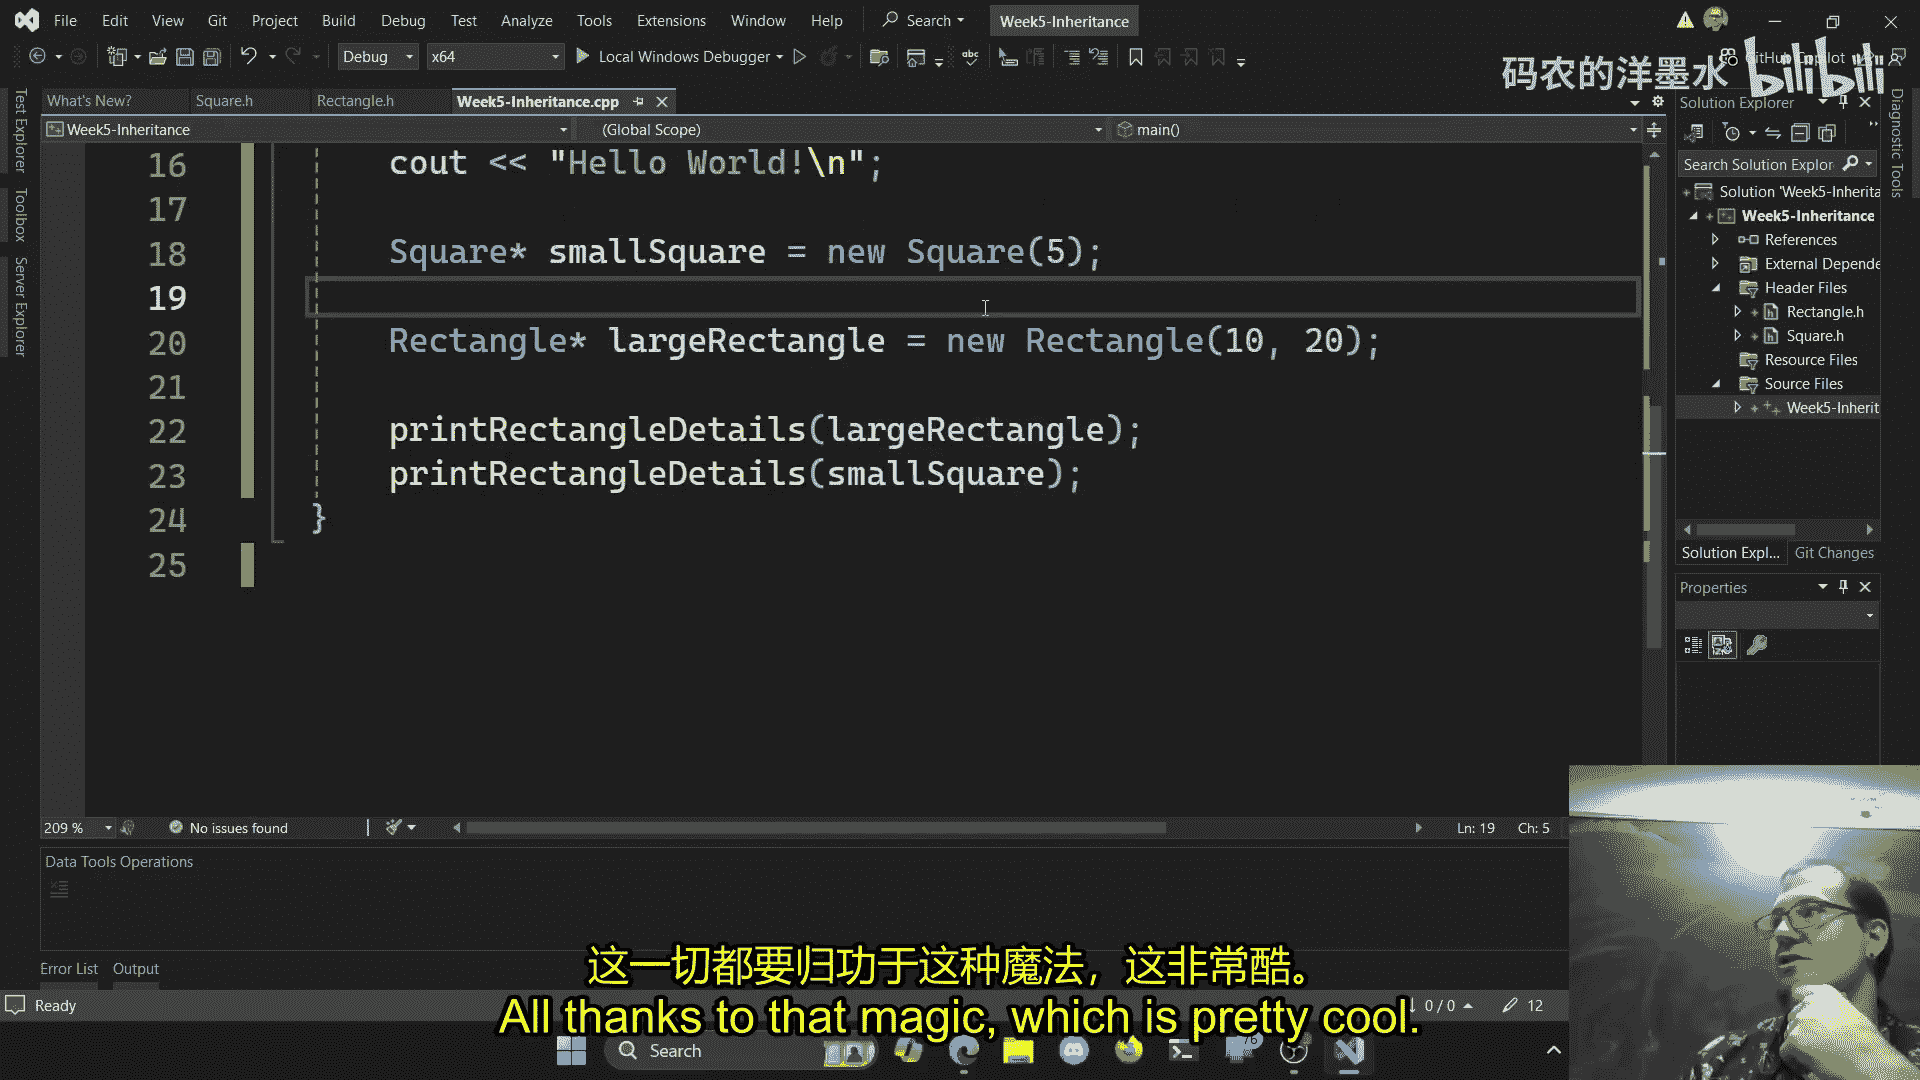 File Edit View Git Project Build Debug Test Analyze Tools Extensions Window Help Search Week5-Inheritance
Debug x64 Local Windows Debugger
码农的洋墨水 bilibili
What's New? Square.h Rectangle.h Week5-Inheritance.cpp
Week5-Inheritance (Global Scope) main()
16 cout << "Hello World!\n";
17
18 Square* smallSquare = new Square(5);
19
20 Rectangle* largeRectangle = new Rectangle(10, 20);
21
22 printRectangleDetails(largeRectangle);
23 printRectangleDetails(smallSquare);
24 }
25
Test Explorer
Toolbox
Server Explorer
Solution Explorer
Search Solution Explor
Solution 'Week5-Inherita
Week5-Inheritance
References
External Depende
Header Files
Rectangle.h
Square.h
Resource Files
Source Files
Week5-Inherit
Solution Expl... Git Changes
Properties
Diagnostic Tools
209 % No issues found Ln: 19 Ch: 5
Data Tools Operations
Error List Output
Ready 0 / 0 12
这一切都要归功于这种魔法，这非常酷。
All thanks to that magic, which is pretty cool.
Search
76